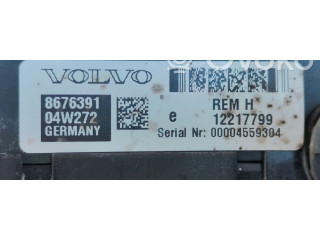 VOLVO
8676391
04W272
GERMANY
e
REM H
12217799
Serial Nr: 00004559304